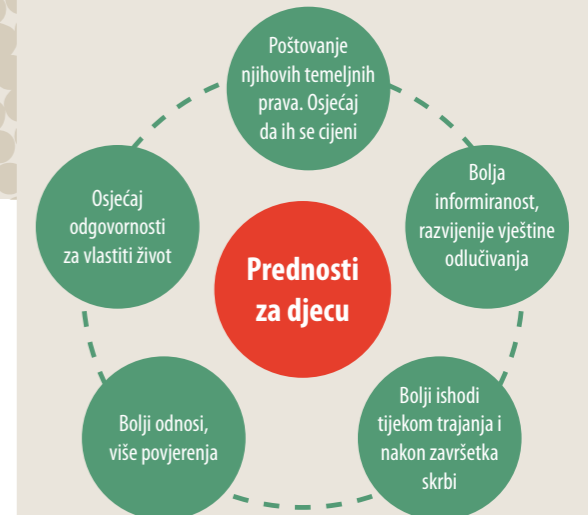 Poštovanje
njihovih temeljnih
prava. Osjećaj
da ih se cijeni
Bolja
informiranost,
razvijenije vještine
odlučivanja
Bolji ishodi
tijekom trajanja i
nakon završetka
skrbi
Bolji odnosi,
više povjerenja
Osjećaj
odgovornosti
za vlastiti život
Prednosti
za djecu